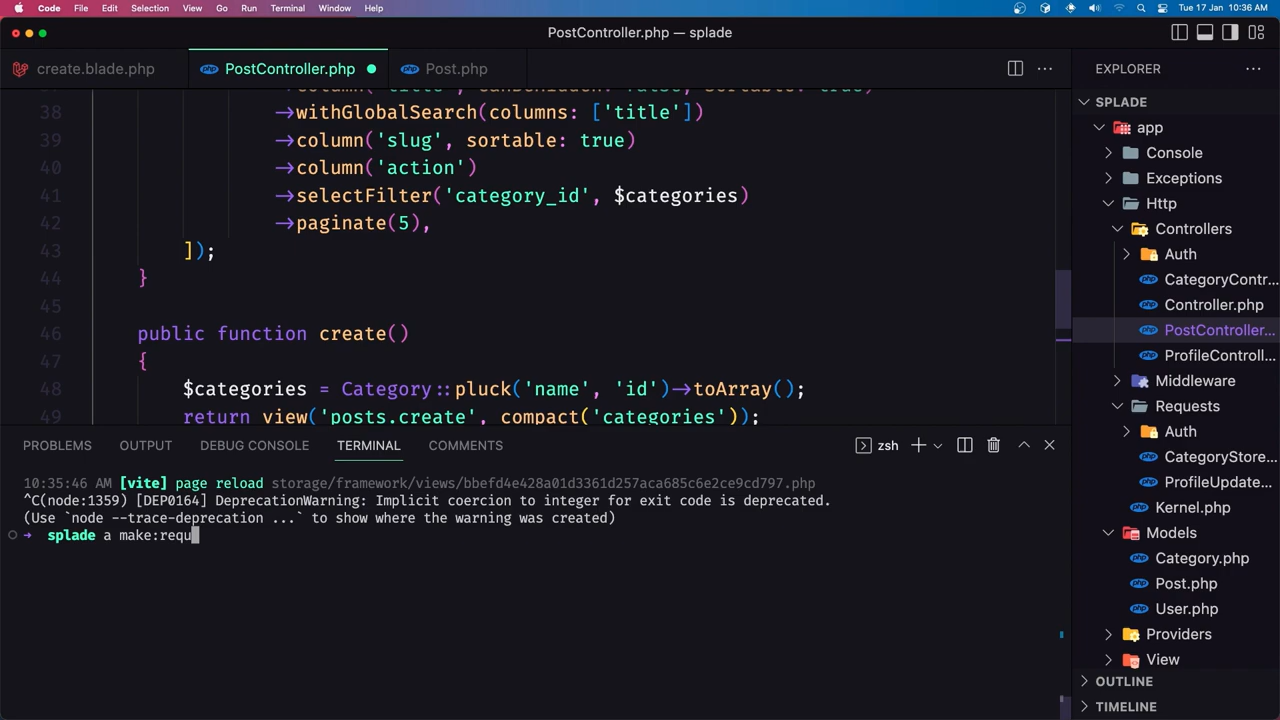 Code File Edit Selection View Go Run Terminal Window Help Tue 17 Jan 10:36 AM
PostController.php — splade
create.blade.php PostController.php Post.php
38 ->withGlobalSearch(columns: ['title'])
39 ->column('slug', sortable: true)
40 ->column('action')
41 ->selectFilter('category_id', $categories)
42 ->paginate(5),
43 ]);
44 }
45
46 public function create()
47 {
48 $categories = Category::pluck('name', 'id')->toArray();
49 return view('posts.create', compact('categories'));
PROBLEMS OUTPUT DEBUG CONSOLE TERMINAL COMMENTS zsh
10:35:46 AM [vite] page reload storage/framework/views/bbefd4e428a01d3361d257aca685c6e2ce9cd797.php
^C(node:1359) [DEP0164] DeprecationWarning: Implicit coercion to integer for exit code is deprecated.
(Use `node --trace-deprecation ...` to show where the warning was created)
→ splade a make:requ
EXPLORER
SPLADE
app
Console
Exceptions
Http
Controllers
Auth
CategoryContr...
Controller.php
PostController...
ProfileControll...
Middleware
Requests
Auth
CategoryStore...
ProfileUpdate...
Kernel.php
Models
Category.php
Post.php
User.php
Providers
View
OUTLINE
TIMELINE